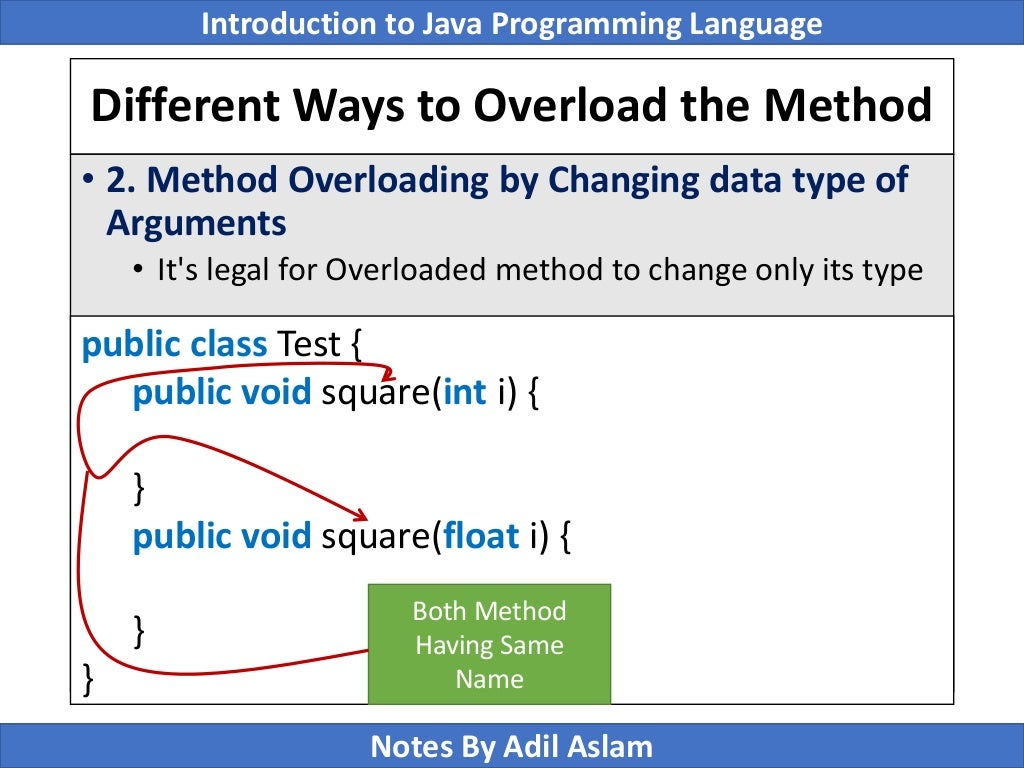 Introduction to Java Programming Language
Different Ways to Overload the Method
• 2. Method Overloading by Changing data type of
Arguments
• It's legal for Overloaded method to change only its type
public class Test {
public void square(int i) {
}
public void square(float i) {
}
}
Both Method
Having Same
Name
Notes By Adil Aslam